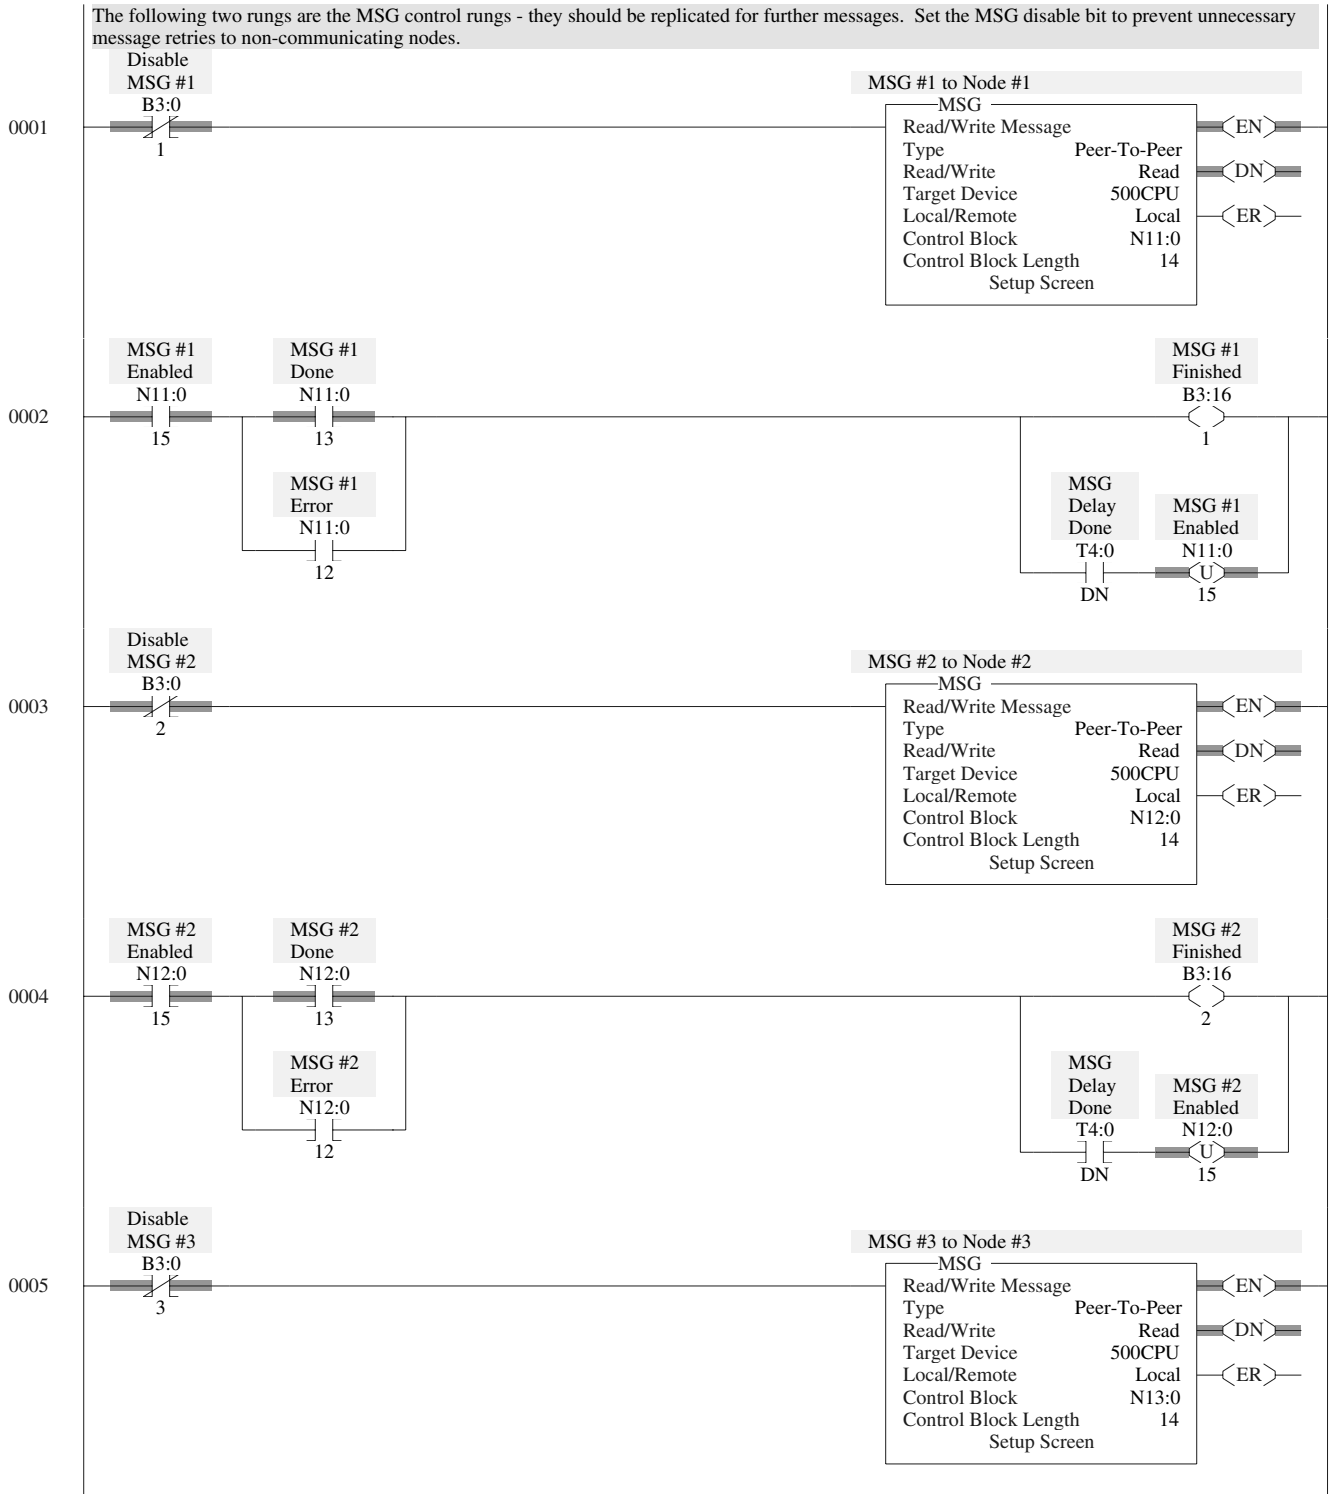 The following two rungs are the MSG control rungs - they should be replicated for further messages.  Set the MSG disable bit to prevent unnecessary
message retries to non-communicating nodes.
Disable
MSG #1
B3:0
1
0001
MSG #1 to Node #1
MSG
Read/Write Message
Type Peer-To-Peer
Read/Write Read
Target Device 500CPU
Local/Remote Local
Control Block N11:0
Control Block Length 14
Setup Screen
EN
DN
ER
0002
MSG #1
Enabled
N11:0
15
MSG #1
Done
N11:0
13
MSG #1
Error
N11:0
12
MSG #1
Finished
B3:16
1
MSG
Delay
Done
T4:0
DN
MSG #1
Enabled
N11:0
U
15
Disable
MSG #2
B3:0
2
0003
MSG #2 to Node #2
MSG
Read/Write Message
Type Peer-To-Peer
Read/Write Read
Target Device 500CPU
Local/Remote Local
Control Block N12:0
Control Block Length 14
Setup Screen
EN
DN
ER
0004
MSG #2
Enabled
N12:0
15
MSG #2
Done
N12:0
13
MSG #2
Error
N12:0
12
MSG #2
Finished
B3:16
2
MSG
Delay
Done
T4:0
DN
MSG #2
Enabled
N12:0
U
15
Disable
MSG #3
B3:0
3
0005
MSG #3 to Node #3
MSG
Read/Write Message
Type Peer-To-Peer
Read/Write Read
Target Device 500CPU
Local/Remote Local
Control Block N13:0
Control Block Length 14
Setup Screen
EN
DN
ER